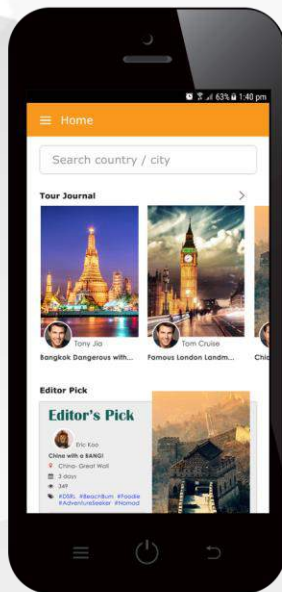 63% 1:40 pm
Home
Search country / city
Tour Journal
Tony Jia
Tom Cruise
Bangkok Dangerous with...
Famous London Landm...
Editor Pick
Editor's Pick
Eric Koo
China with a BANG!
China- Great Wall
3 days
349
#DSRL #BeachBum #Foodie
#AdventureSeeker #Nomad